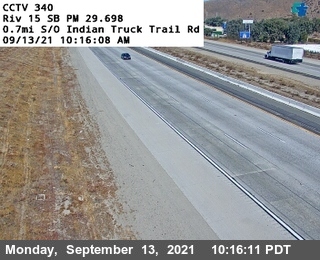 CCTV 340
Riv 15 SB PM 29.698
0.7mi S/O Indian Truck Trail Rd
09/13/21 10:16:08 AM
Monday, September 13, 2021 10:16:11 PDT